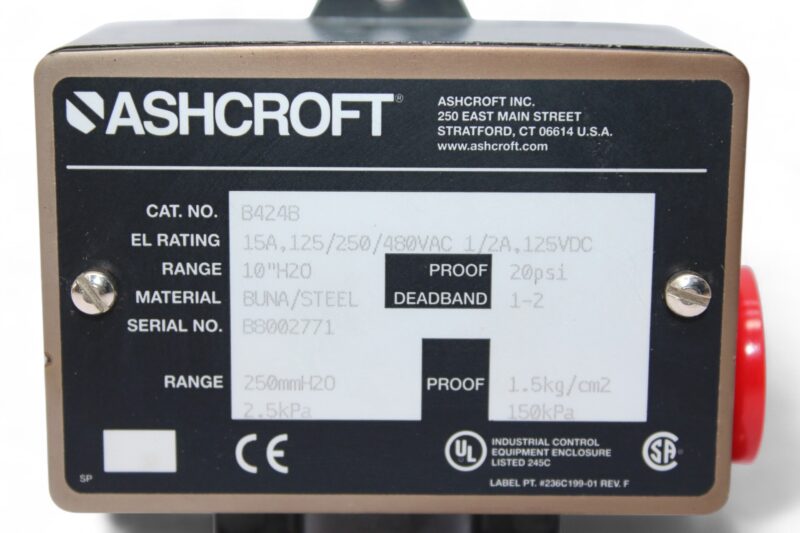 ASHCROFT®
ASHCROFT INC.
250 EAST MAIN STREET
STRATFORD, CT 06614 U.S.A.
www.ashcroft.com
CAT. NO. B424B
EL RATING 15A,125/250/480VAC 1/2A,125VDC
RANGE 10"H2O PROOF 20psi
MATERIAL BUNA/STEEL DEADBAND 1-2
SERIAL NO. B8002771
RANGE 250mmH2O PROOF 1.5kg/cm2
2.5kPa 150kPa
SP
CE
UL
INDUSTRIAL CONTROL
EQUIPMENT ENCLOSURE
LISTED 245C
SA
LABEL PT. #236C199-01 REV. F